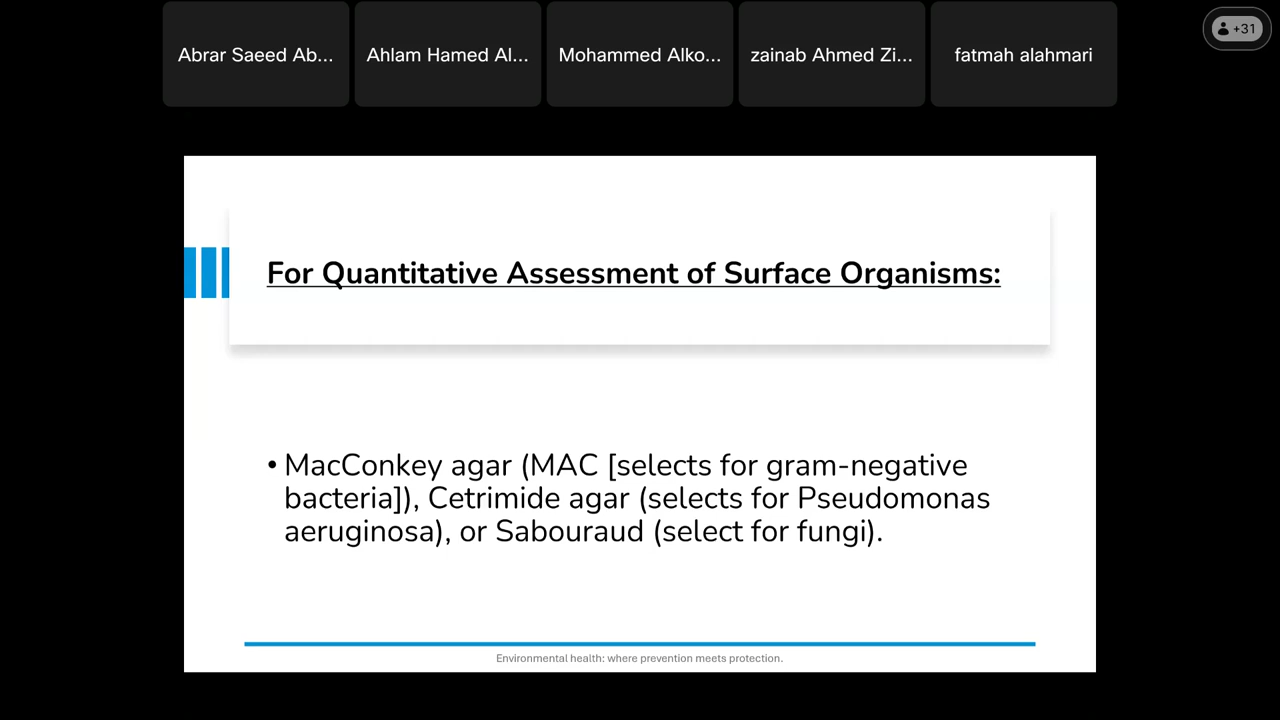 Abrar Saeed Ab...
Ahlam Hamed Al...
Mohammed Alko...
zainab Ahmed Zi...
fatmah alahmari
+31
For Quantitative Assessment of Surface Organisms:
• MacConkey agar (MAC [selects for gram-negative
bacteria]), Cetrimide agar (selects for Pseudomonas
aeruginosa), or Sabouraud (select for fungi).
Environmental health: where prevention meets protection.